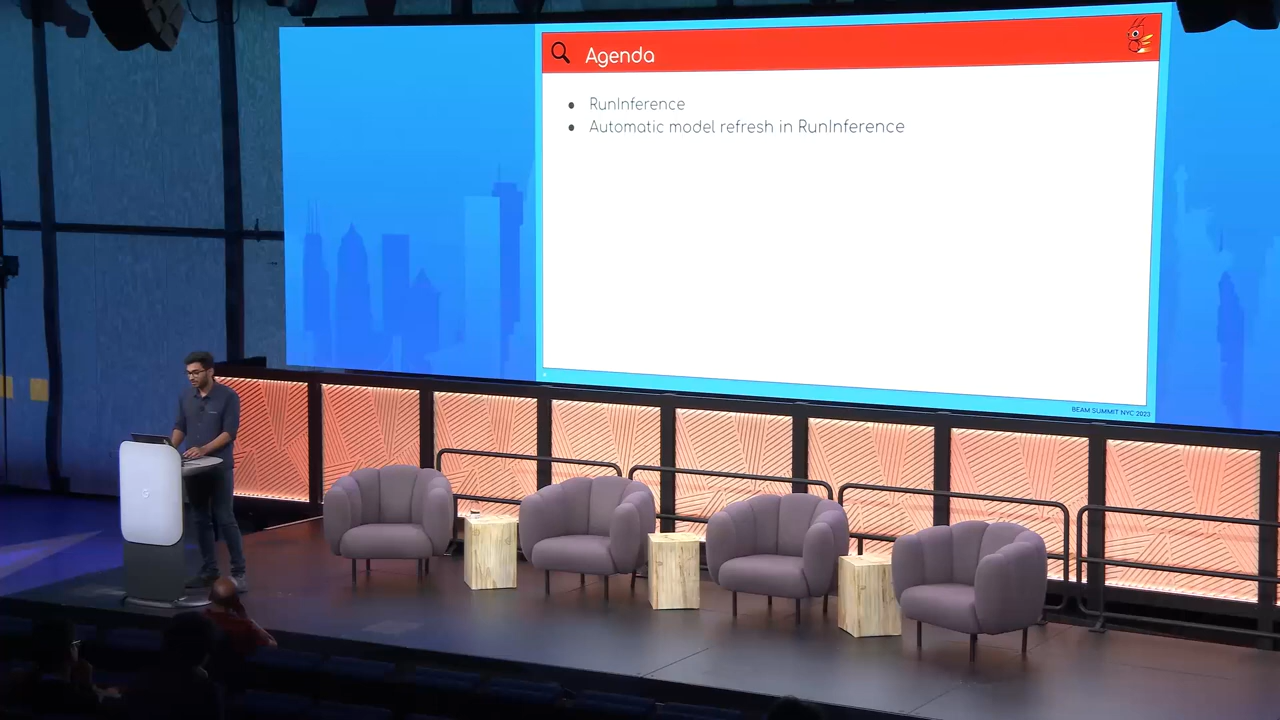 Agenda
RunInference
Automatic model refresh in RunInference
BEAM SUMMIT NYC 2023